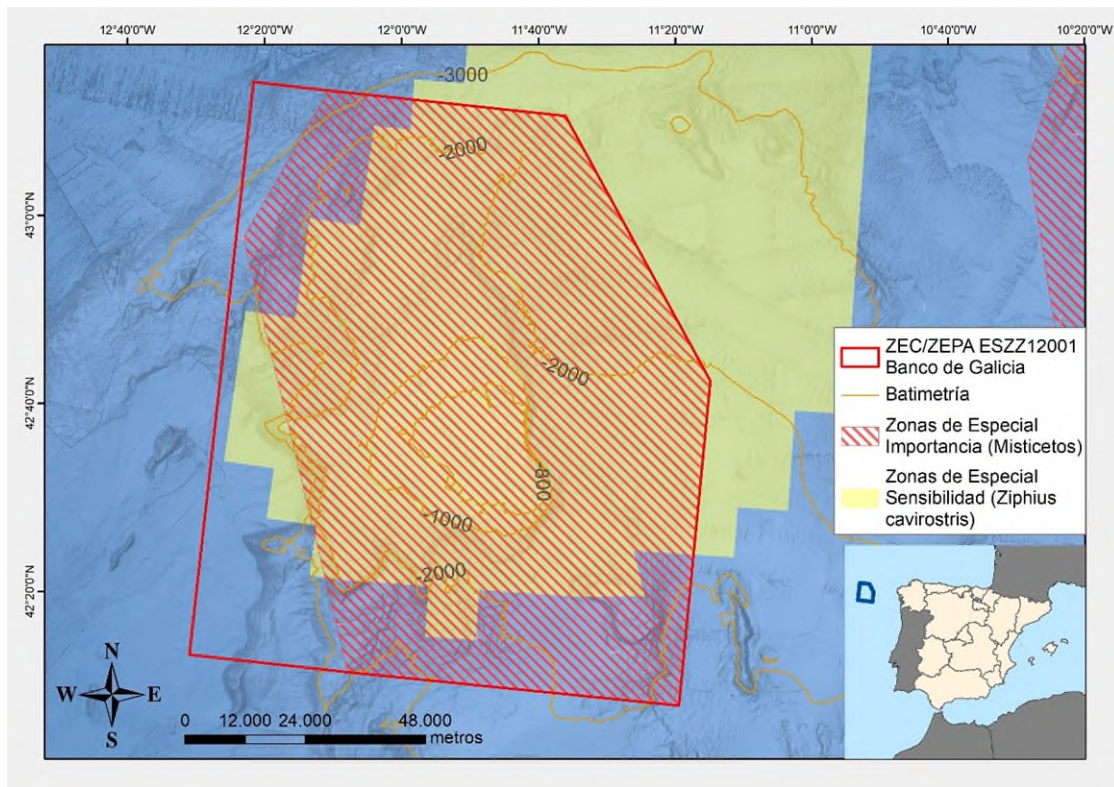 12°40'0"W 12°20'0"W 12°0'0"W 11°40'0"W 11°20'0"W 11°0'0"W 10°40'0"W 10°20'0"W
-3000
-2000
43°0'0"N
-2000
ZEC/ZEPA ESZZ12001
Banco de Galicia
Batimetría
Zonas de Especial
Importancia (Misticetos)
Zonas de Especial
Sensibilidad (Ziphius
cavirostris)
42°40'0"N
-800
-1000
-2000
42°20'0"N
N
W E
S
0 12.000 24.000 48.000
metros